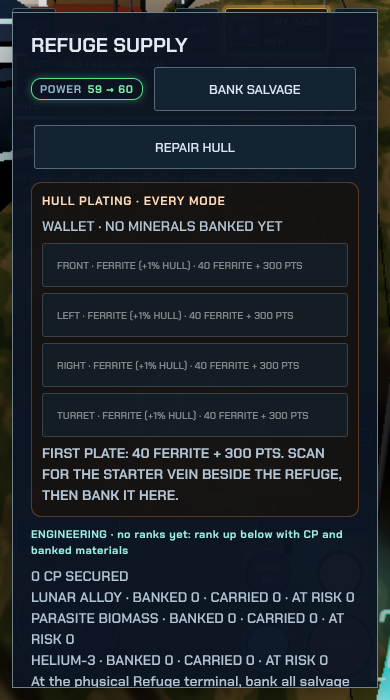 REFUGE SUPPLY
POWER 59 → 60
BANK SALVAGE
REPAIR HULL
HULL PLATING · EVERY MODE
WALLET · NO MINERALS BANKED YET
FRONT · FERRITE (+1% HULL) · 40 FERRITE + 300 PTS
LEFT · FERRITE (+1% HULL) · 40 FERRITE + 300 PTS
RIGHT · FERRITE (+1% HULL) · 40 FERRITE + 300 PTS
TURRET · FERRITE (+1% HULL) · 40 FERRITE + 300 PTS
FIRST PLATE: 40 FERRITE + 300 PTS. SCAN
FOR THE STARTER VEIN BESIDE THE REFUGE,
THEN BANK IT HERE.
ENGINEERING · no ranks yet: rank up below with CP and
banked materials
0 CP SECURED
LUNAR ALLOY · BANKED 0 · CARRIED 0 · AT RISK 0
PARASITE BIOMASS · BANKED 0 · CARRIED 0 · AT
RISK 0
HELIUM-3 · BANKED 0 · CARRIED 0 · AT RISK 0
At the physical Refuge terminal, bank all salvage